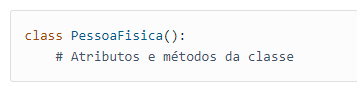 class PessoaFisica():
    # Atributos e métodos da classe